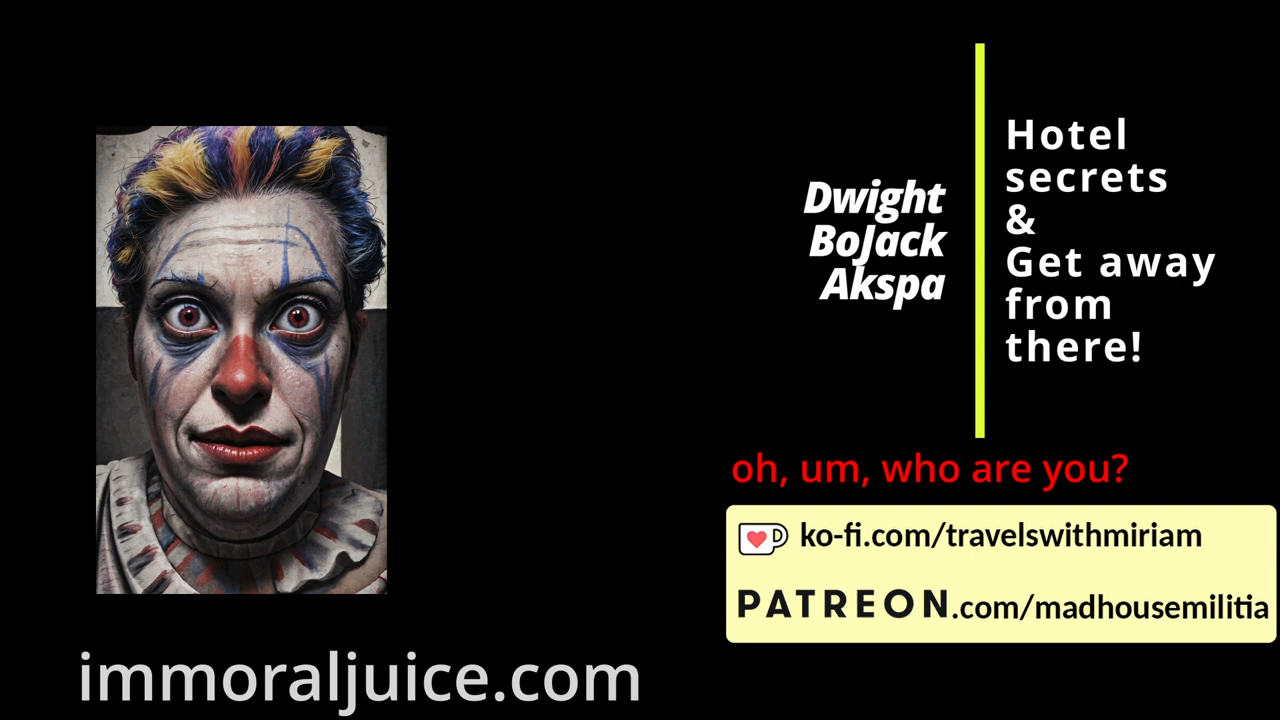 Dwight
BoJack
Akspa
Hotel
secrets
&
Get away
from
there!
oh, um, who are you?
ko-fi.com/travelswithmiriam
PATREON.com/madhousemilitia
immoraljuice.com